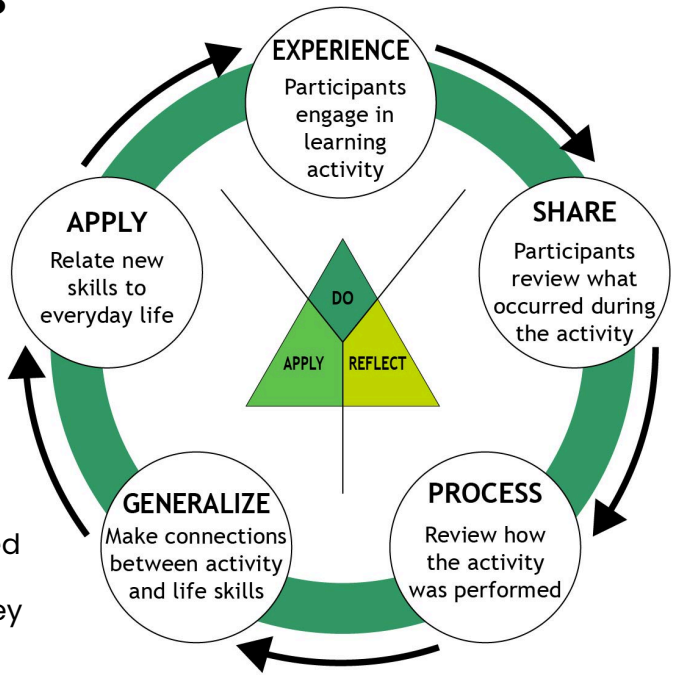 EXPERIENCE
Participants
engage in
learning
activity
SHARE
Participants
review what
occurred during
the activity
PROCESS
Review how
the activity
was performed
GENERALIZE
Make connections
between activity
and life skills
APPLY
Relate new
skills to
everyday life
DO
APPLY
REFLECT
ed
ey